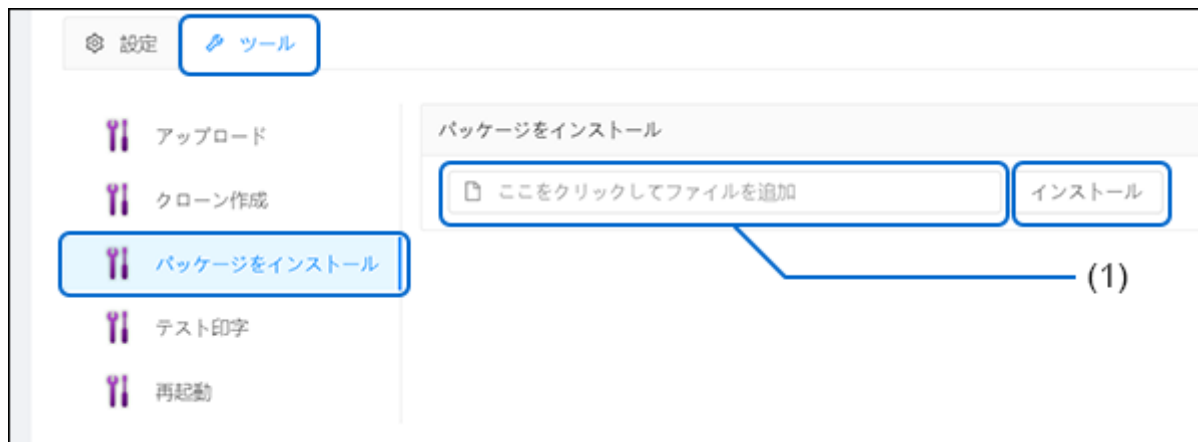 設定 ツール
アップロード
クローン作成
パッケージをインストール
テスト印字
再起動
パッケージをインストール
ここをクリックしてファイルを追加 インストール
(1)